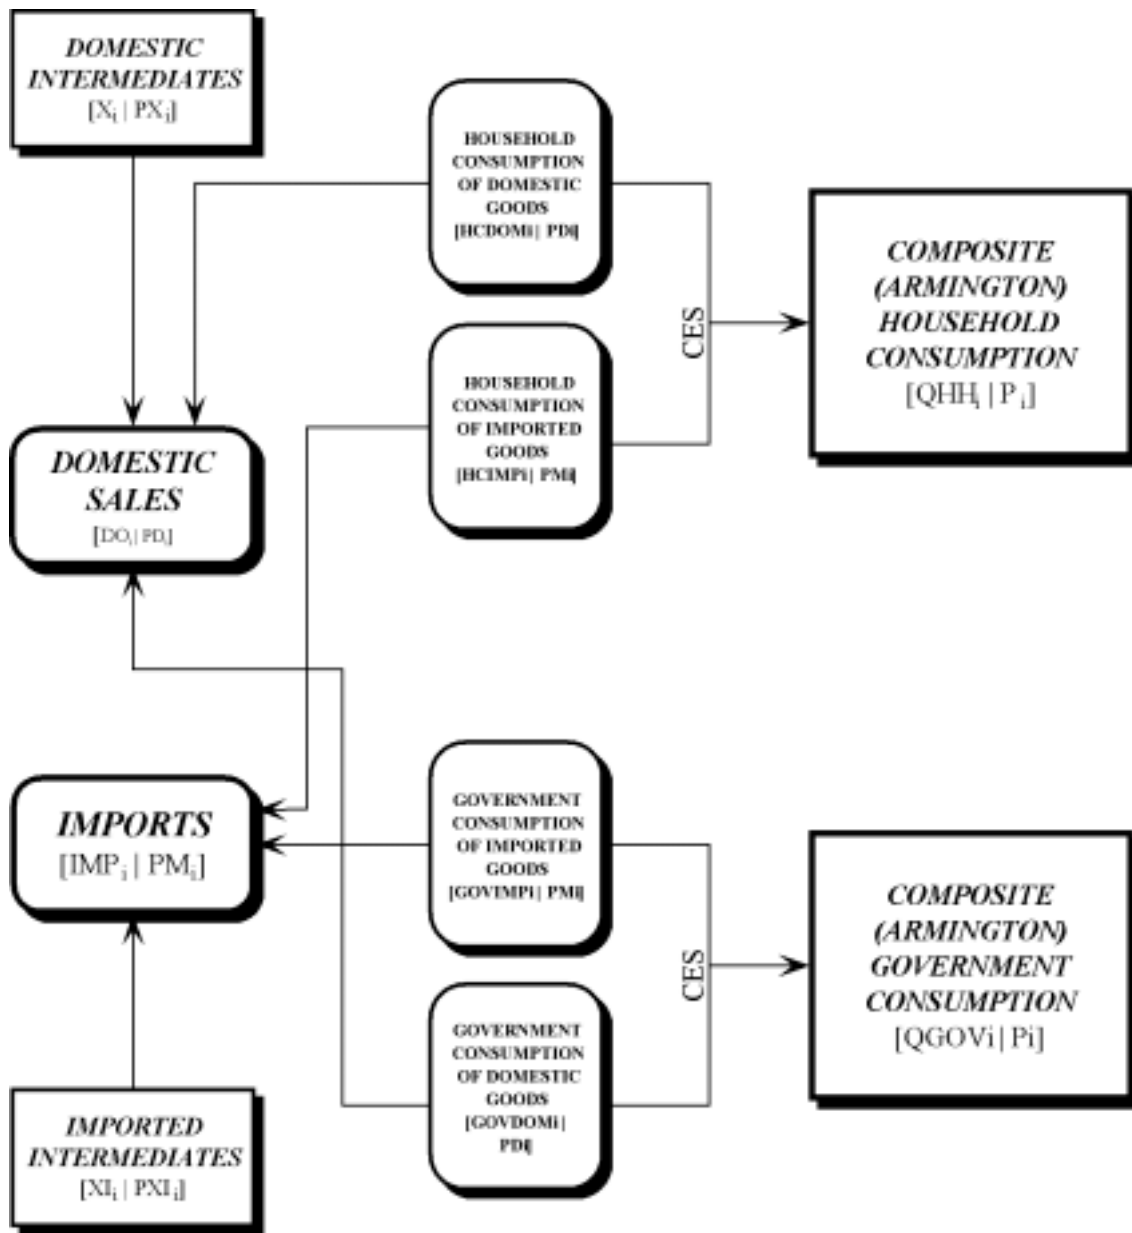 DOMESTIC
INTERMEDIATES
[Xi | PXi]
HOUSEHOLD
CONSUMPTION
OF DOMESTIC
GOODS
[HCDOMi | PDi]
COMPOSITE
(ARMINGTON)
HOUSEHOLD
CONSUMPTION
[QHHi | Pi]
CES
HOUSEHOLD
CONSUMPTION
OF IMPORTED
GOODS
[HCIMPi | PMi]
DOMESTIC
SALES
[DOi | PDi]
GOVERNMENT
CONSUMPTION
OF IMPORTED
GOODS
[GOVIMPi | PMi]
IMPORTS
[IMPi | PMi]
COMPOSITE
(ARMINGTON)
GOVERNMENT
CONSUMPTION
[QGOVi | Pi]
CES
GOVERNMENT
CONSUMPTION
OF DOMESTIC
GOODS
[GOVDOMi |
PDi]
IMPORTED
INTERMEDIATES
[XIi | PXIi]